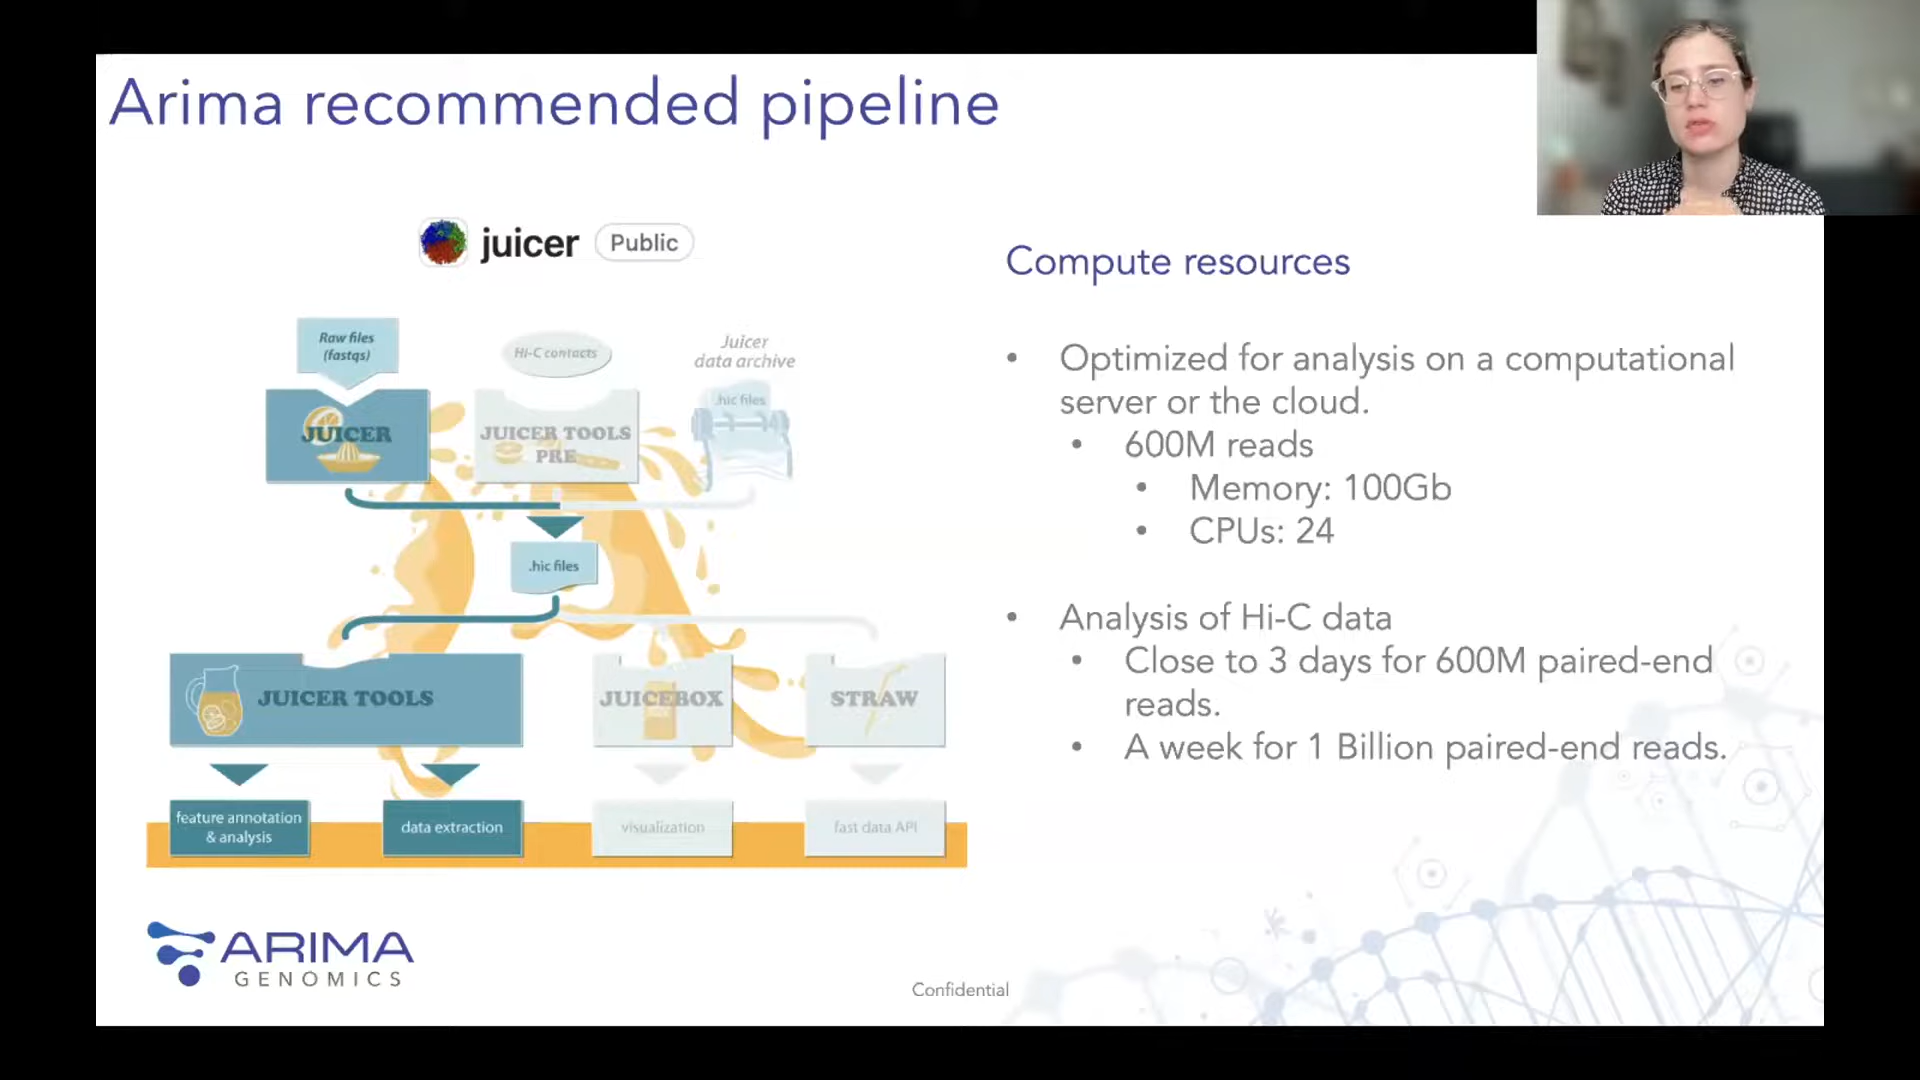 Arima recommended pipeline
juicer Public
Raw files
(fastqs)
JUICER
Hi-C contacts
JUICER TOOLS
PRE
Juicer
data archive
.hic files
.hic files
JUICER TOOLS
JUICEBOX
STRAW
feature annotation
& analysis
data extraction
visualization
fast data API
Compute resources
• Optimized for analysis on a computational
server or the cloud.
• 600M reads
• Memory: 100Gb
• CPUs: 24
• Analysis of Hi-C data
• Close to 3 days for 600M paired-end
reads.
• A week for 1 Billion paired-end reads.
ARIMA
GENOMICS
Confidential